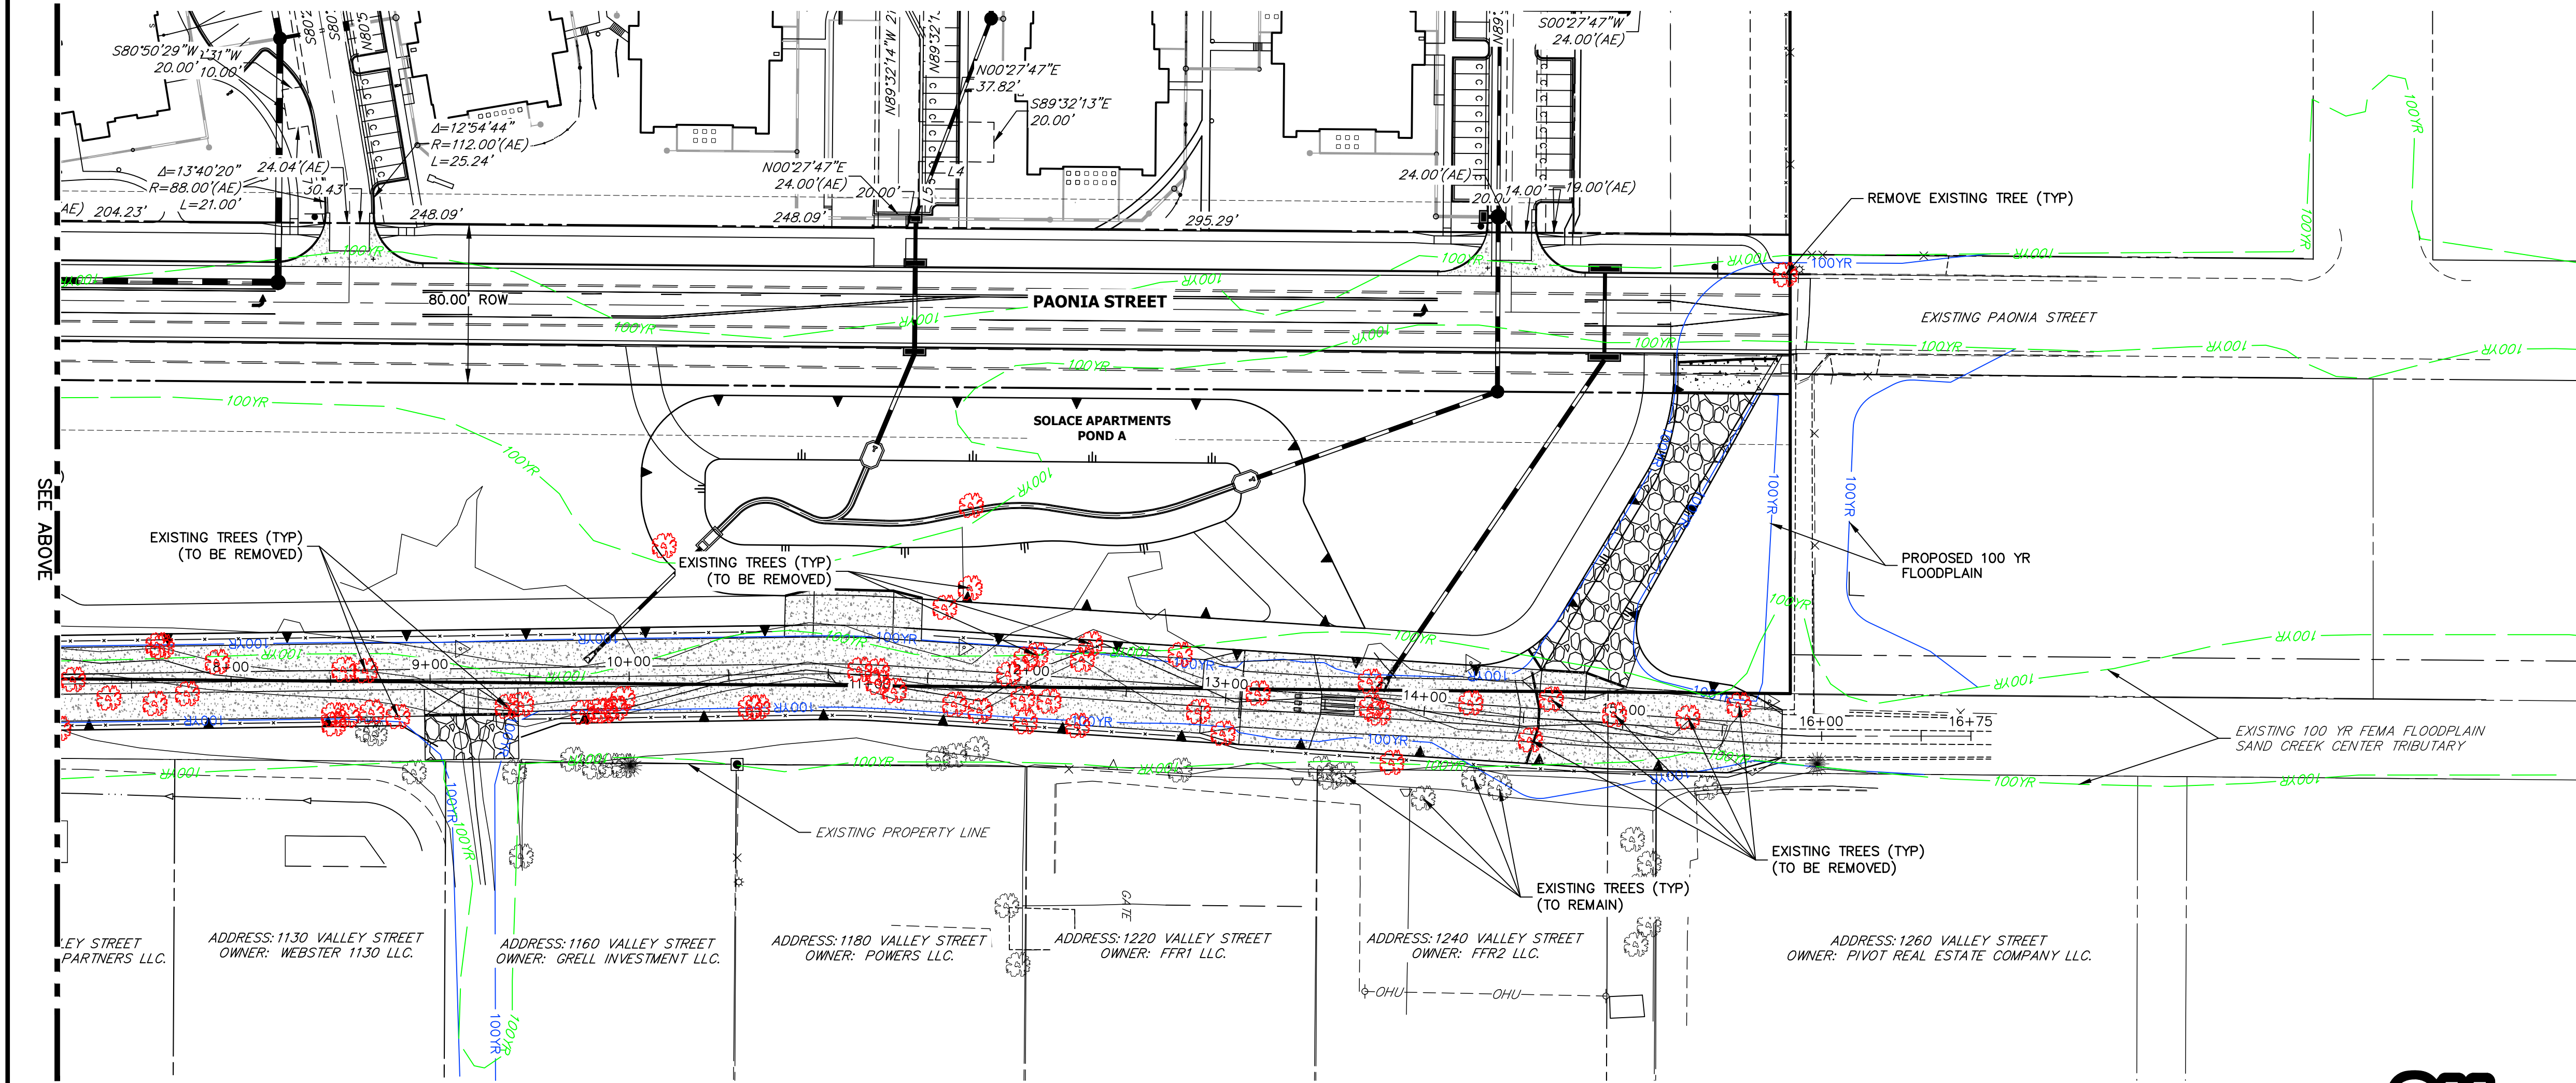 S80°50'29"W
20.00'
10.00'
N89°32'14"W
N00°27'47"E
37.82'
S89°32'13"E
20.00'
S00°27'47"W
24.00'(AE)
Δ=12°54'44"
R=112.00'(AE)
L=25.24'
Δ=13°40'20"
R=88.00'(AE)
L=21.00'
24.04'(AE)
30.43'
N00°27'47"E
24.00'(AE)
20.00'
L4
24.00'(AE)
14.00'
19.00'(AE)
204.23'
248.09'
248.09'
295.29'
REMOVE EXISTING TREE (TYP)
100YR
80.00' ROW
PAONIA STREET
EXISTING PAONIA STREET
SOLACE APARTMENTS
POND A
SEE ABOVE
EXISTING TREES (TYP)
(TO BE REMOVED)
EXISTING TREES (TYP)
(TO BE REMOVED)
PROPOSED 100 YR
FLOODPLAIN
8+00
9+00
10+00
13+00
14+00
16+00
16+75
EXISTING 100 YR FEMA FLOODPLAIN
SAND CREEK CENTER TRIBUTARY
EXISTING PROPERTY LINE
EXISTING TREES (TYP)
(TO BE REMOVED)
EXISTING TREES (TYP)
(TO REMAIN)
GATE
LEY STREET
PARTNERS LLC.
ADDRESS: 1130 VALLEY STREET
OWNER: WEBSTER 1130 LLC.
ADDRESS: 1160 VALLEY STREET
OWNER: GRELL INVESTMENT LLC.
ADDRESS: 1180 VALLEY STREET
OWNER: POWERS LLC.
ADDRESS: 1220 VALLEY STREET
OWNER: FFR1 LLC.
ADDRESS: 1240 VALLEY STREET
OWNER: FFR2 LLC.
ADDRESS: 1260 VALLEY STREET
OWNER: PIVOT REAL ESTATE COMPANY LLC.
OHU
OHU